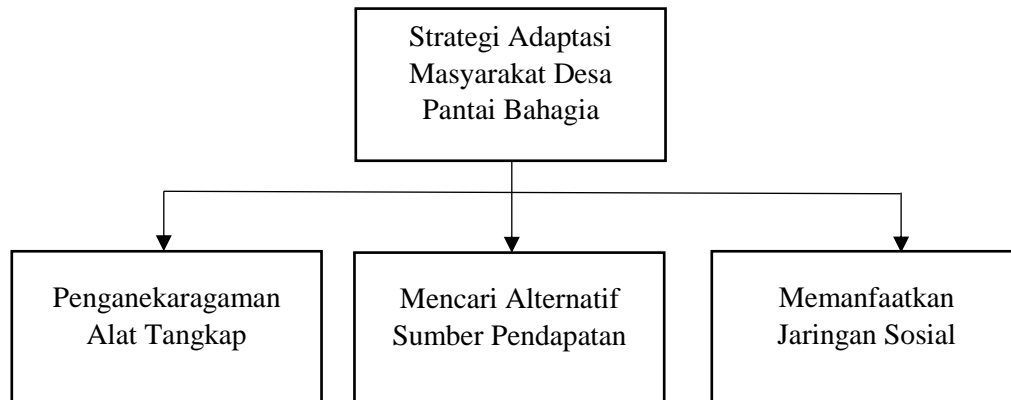 Strategi Adaptasi
Masyarakat Desa
Pantai Bahagia
Penganekaragaman
Alat Tangkap
Mencari Alternatif
Sumber Pendapatan
Memanfaatkan
Jaringan Sosial